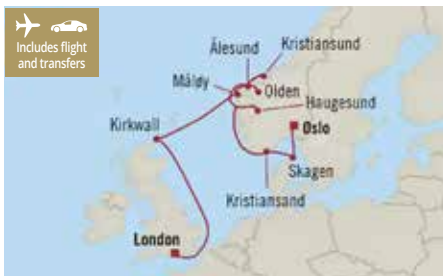 Includes flight
and transfers
Ålesund
Kristiansund
Måløy
Olden
Haugesund
Kirkwall
Oslo
Skagen
Kristiansand
London